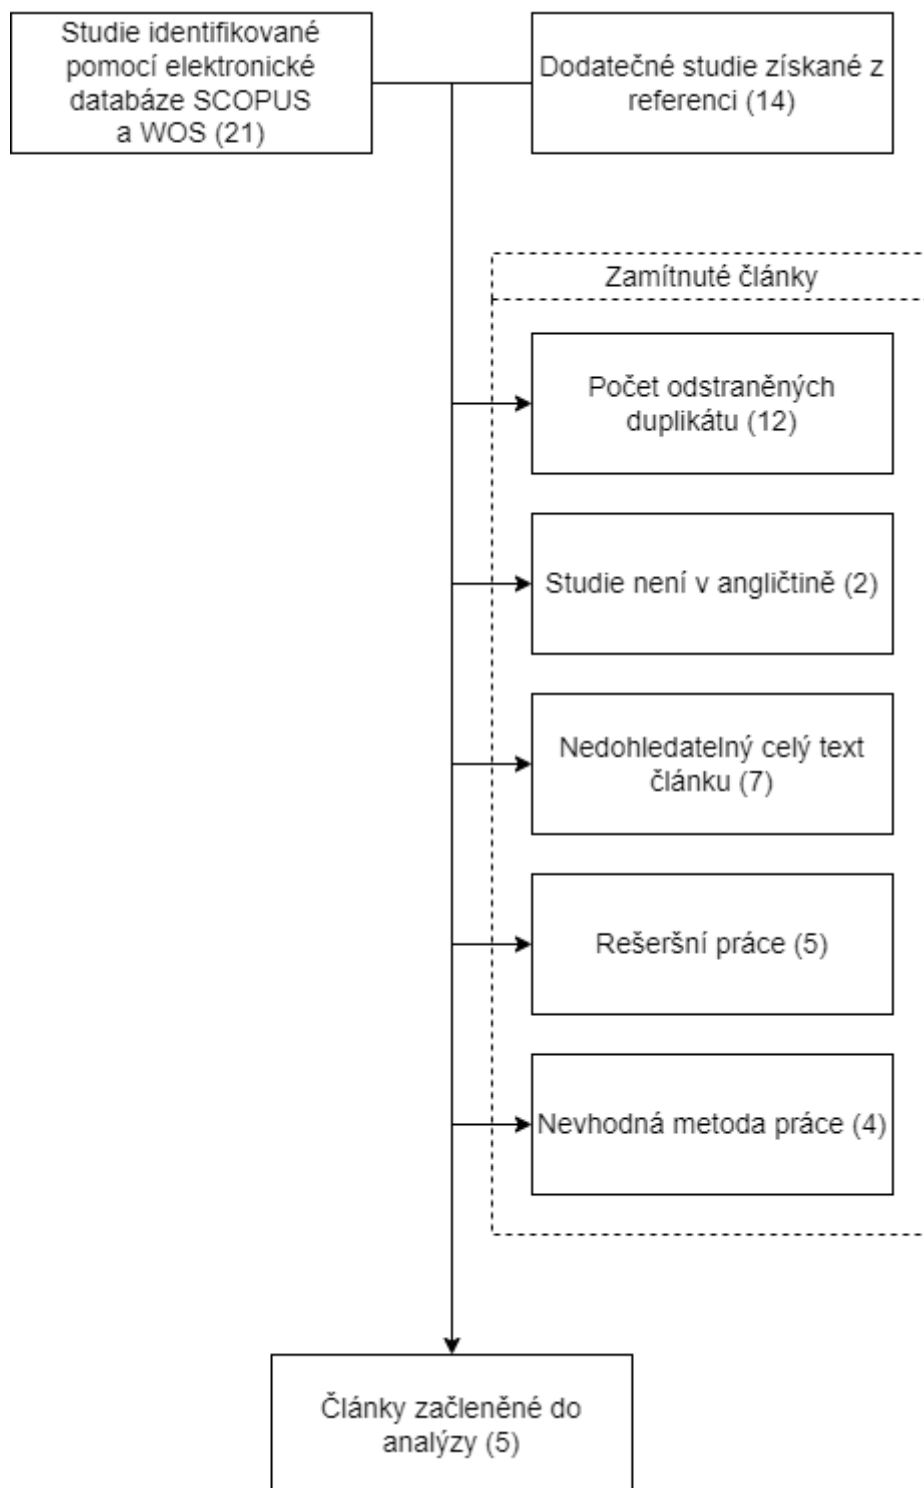 Studie identifikované
pomocí elektronické
databáze SCOPUS
a WOS (21)
Dodatečné studie získané z
referenci (14)
Zamítnuté články
Počet odstraněných
duplikátu (12)
Studie není v angličtině (2)
Nedohledatelný celý text
článku (7)
Rešeršní práce (5)
Nevhodná metoda práce (4)
Články začleněné do
analýzy (5)